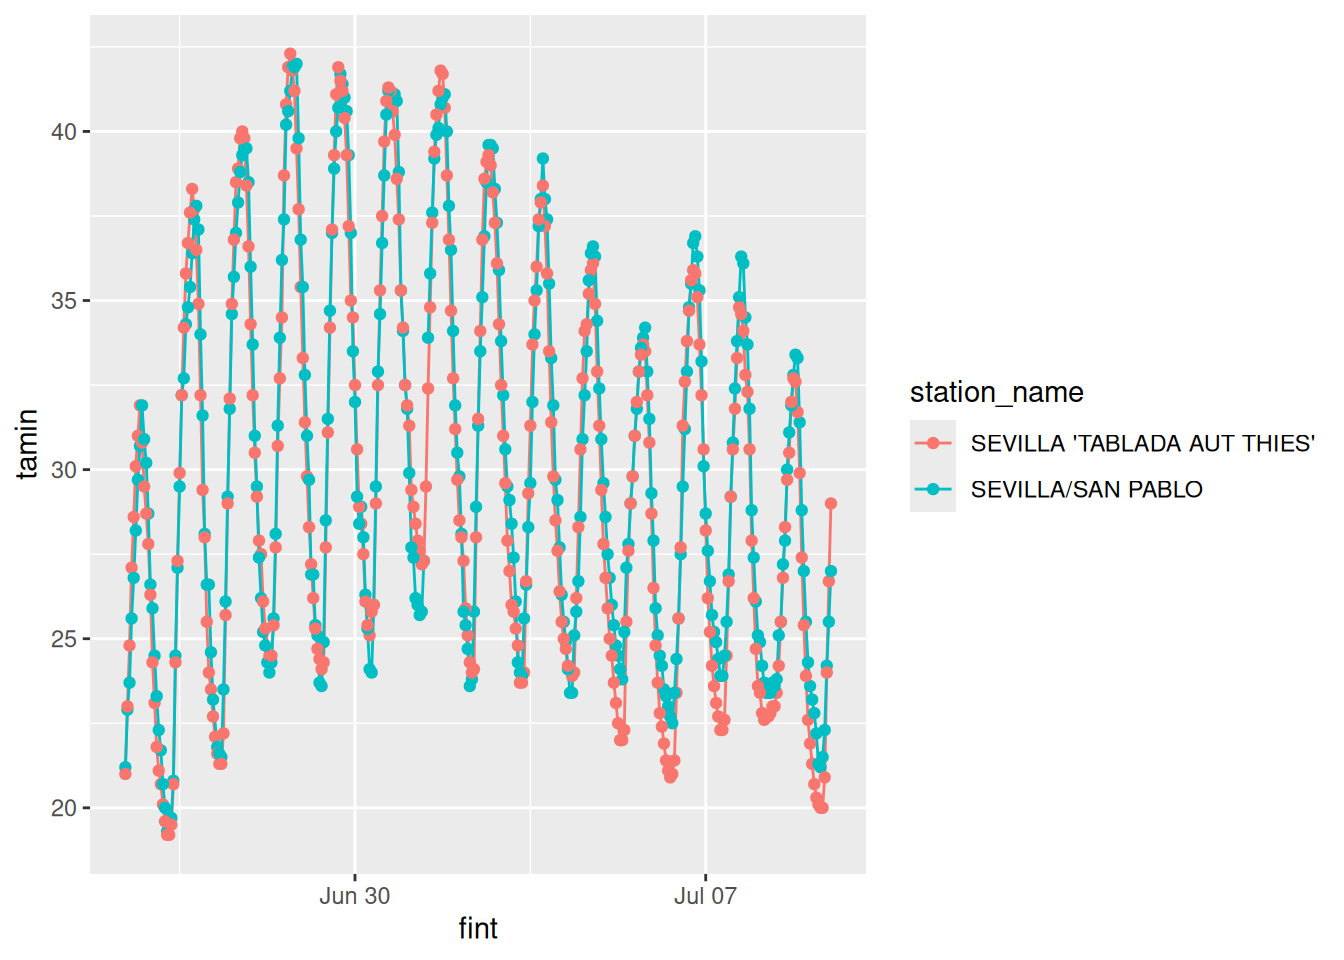 40
35
30
25
20
tamin
Jun 30
Jul 07
fint
station_name
SEVILLA 'TABLADA AUT THIES'
SEVILLA/SAN PABLO